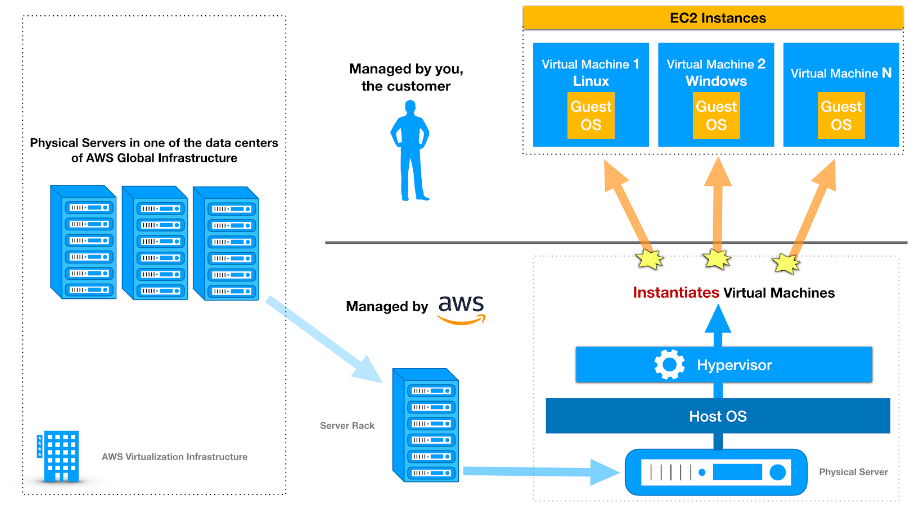 EC2 Instances
Virtual Machine 1
Linux
Guest
OS
Virtual Machine 2
Windows
Guest
OS
Virtual Machine N
Guest
OS
Managed by you,
the customer
Physical Servers in one of the data centers
of AWS Global Infrastructure
Managed by aws
Instantiates Virtual Machines
Hypervisor
Host OS
Server Rack
AWS Virtualization Infrastructure
Physical Server